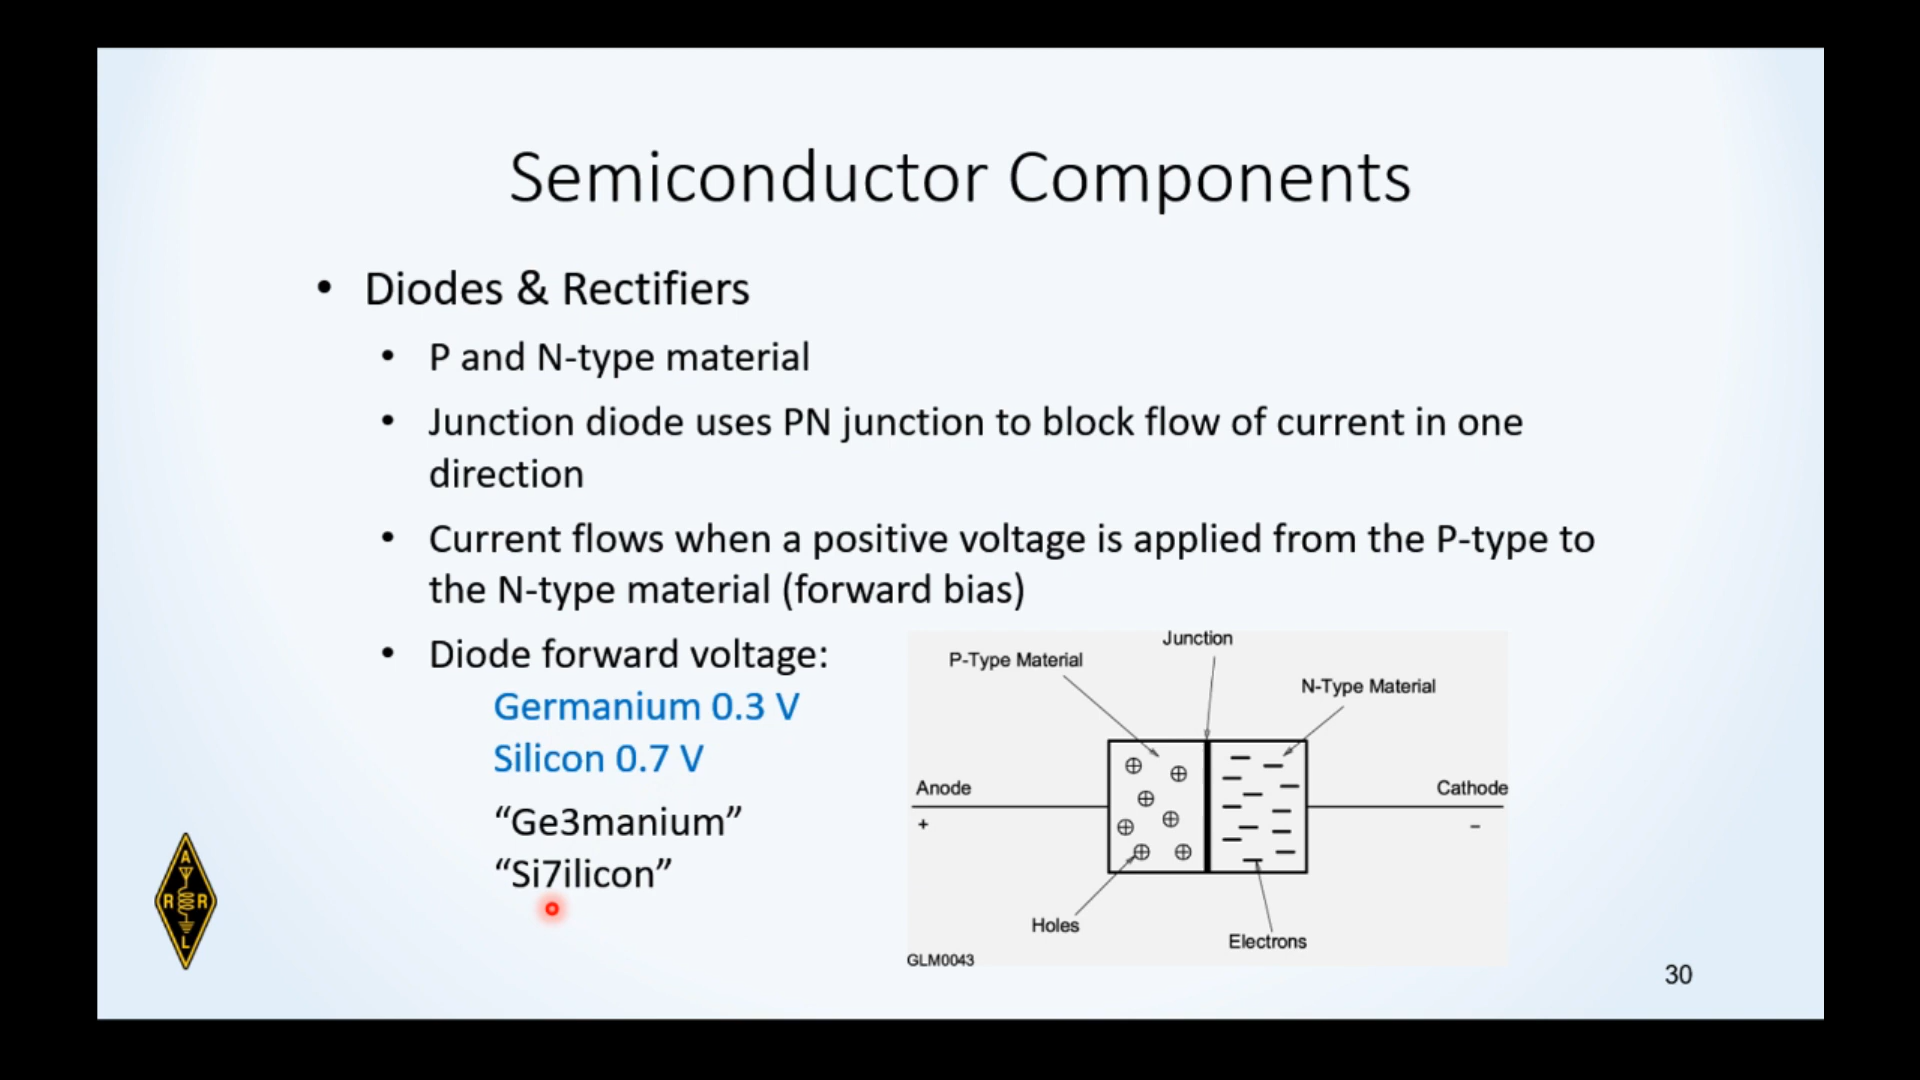 Semiconductor Components
• Diodes & Rectifiers
• P and N-type material
• Junction diode uses PN junction to block flow of current in one
direction
• Current flows when a positive voltage is applied from the P-type to
the N-type material (forward bias)
• Diode forward voltage:
Germanium 0.3 V
Silicon 0.7 V
“Ge3manium”
“Si7ilicon”
Junction
P-Type Material
N-Type Material
Anode
Cathode
+
–
Holes
Electrons
GLM0043
A
R R
L
30